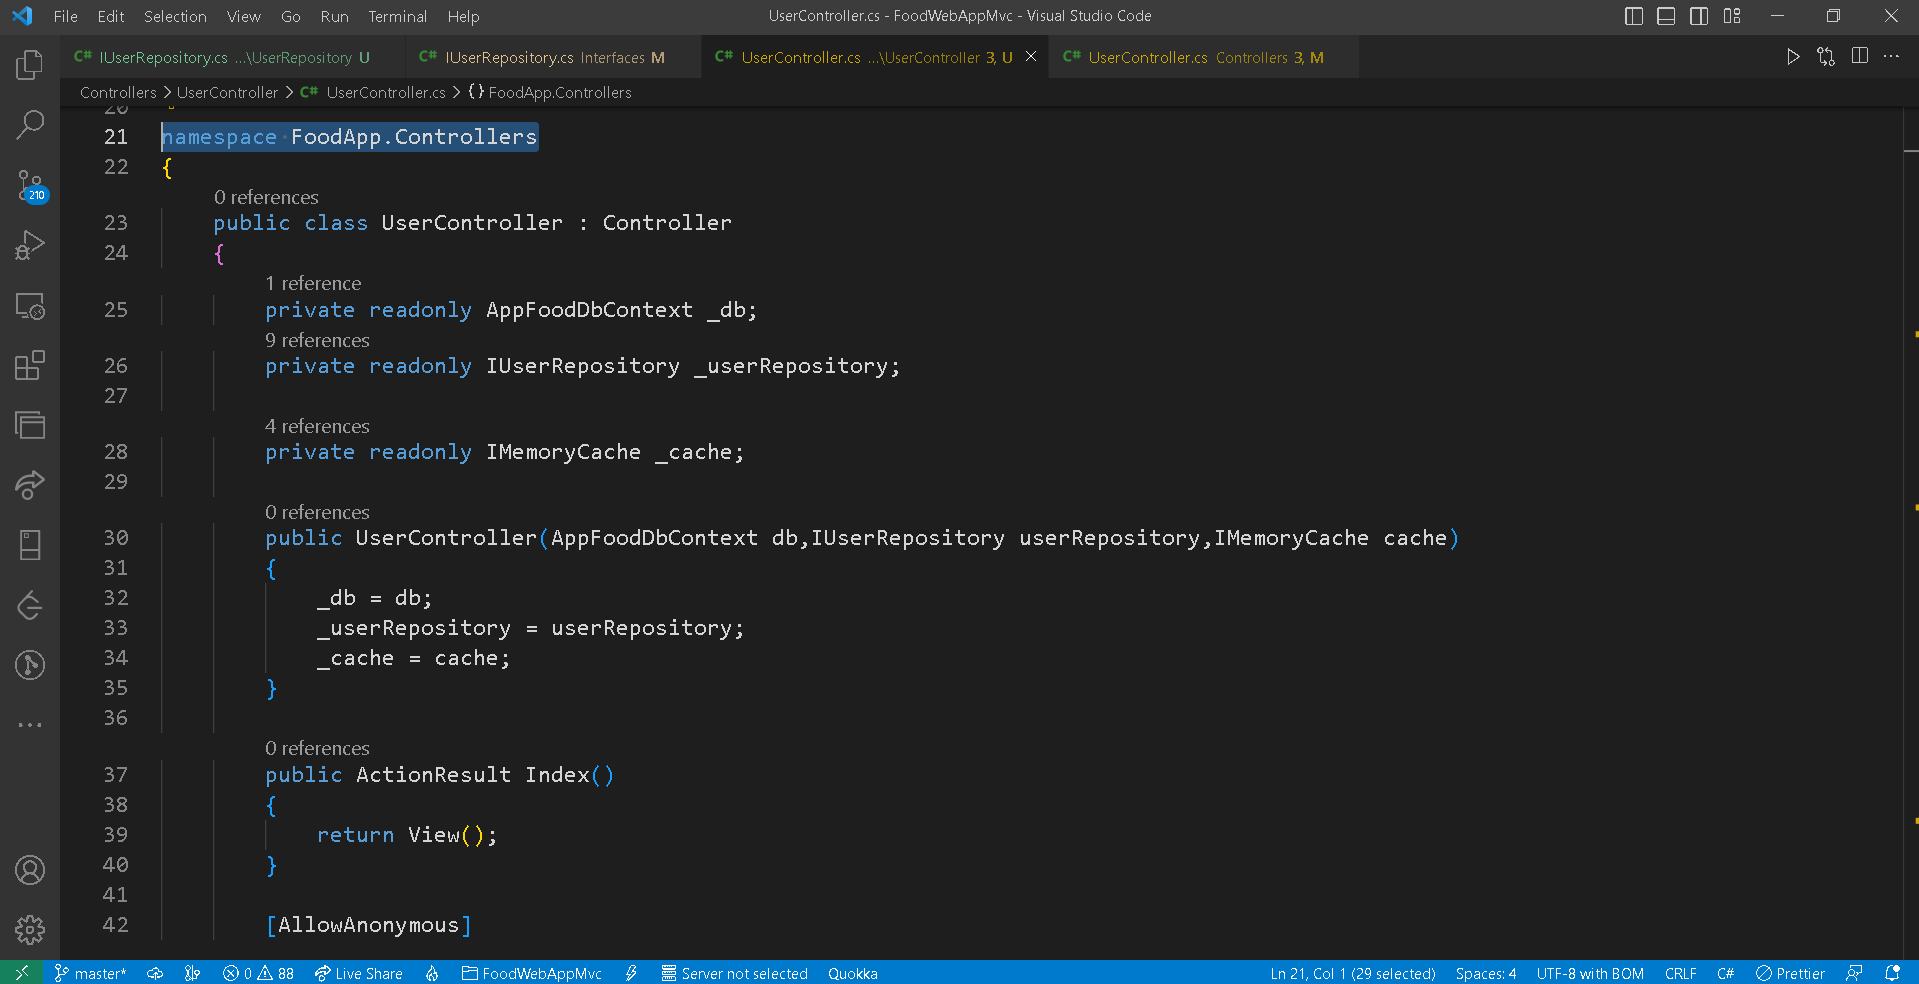 File Edit Selection View Go Run Terminal Help UserController.cs - FoodWebAppMvc - Visual Studio Code
C# IUserRepository.cs ...\UserRepository U C# IUserRepository.cs Interfaces M C# UserController.cs ...\UserController 3, U C# UserController.cs Controllers 3, M
Controllers > UserController > C# UserController.cs > {} FoodApp.Controllers
20
21 namespace FoodApp.Controllers
22 {
0 references
23 public class UserController : Controller
24 {
1 reference
25 private readonly AppFoodDbContext _db;
9 references
26 private readonly IUserRepository _userRepository;
27
4 references
28 private readonly IMemoryCache _cache;
29
0 references
30 public UserController(AppFoodDbContext db,IUserRepository userRepository,IMemoryCache cache)
31 {
32 _db = db;
33 _userRepository = userRepository;
34 _cache = cache;
35 }
36
0 references
37 public ActionResult Index()
38 {
39 return View();
40 }
41
42 [AllowAnonymous]
210
master* 0 88 Live Share FoodWebAppMvc Server not selected Quokka Ln 21, Col 1 (29 selected) Spaces: 4 UTF-8 with BOM CRLF C# Prettier